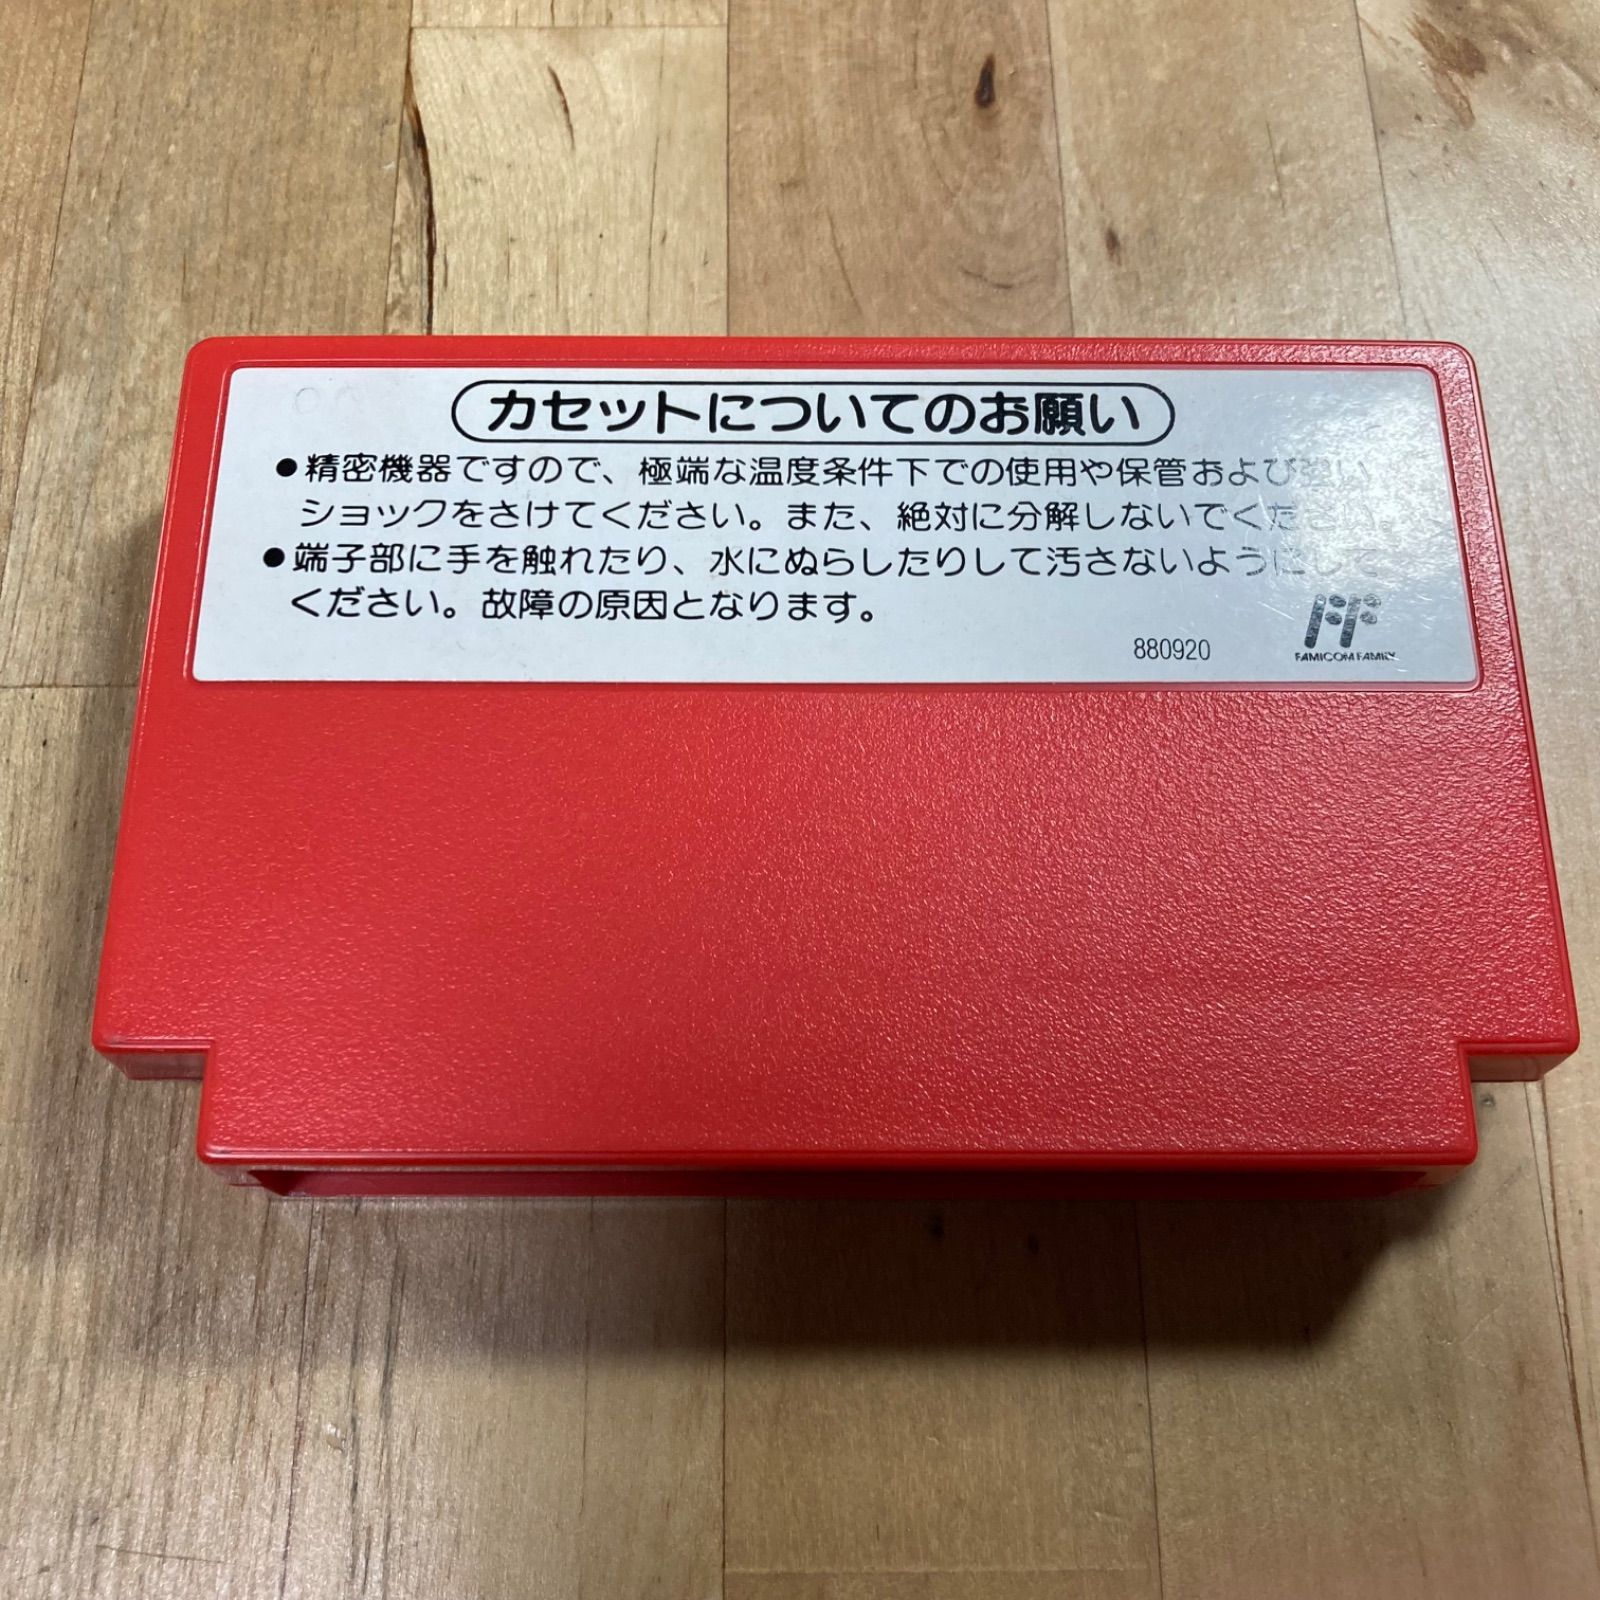 カセットについてのお願い
●精密機器ですので、極端な温度条件下での使用や保管および強い
ショックをさけてください。また、絶対に分解しないでください。
●端子部に手を触れたり、水にぬらしたりして汚さないようにして
ください。故障の原因となります。
880920
FAMICOM FAMILY